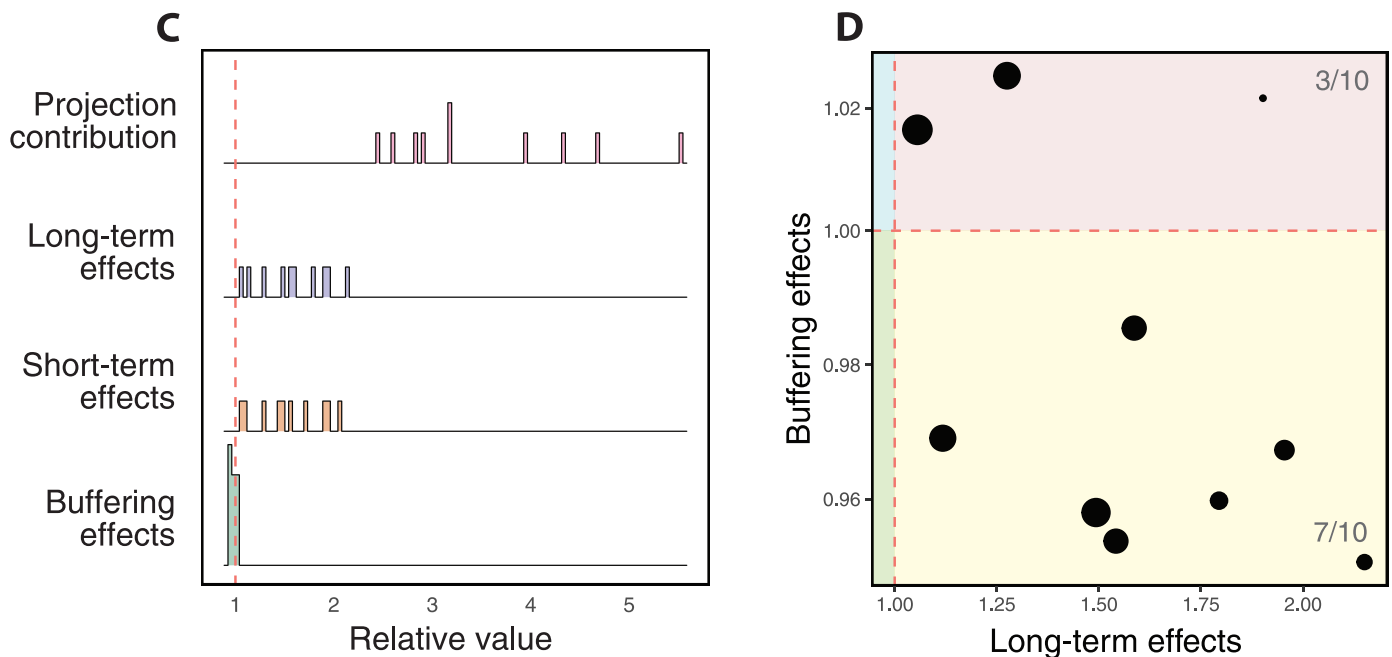 C
Projection
contribution
Long-term
effects
Short-term
effects
Buffering
effects
1 2 3 4 5
Relative value
D
Buffering effects
1.02
1.00
0.98
0.96
3/10
7/10
1.00 1.25 1.50 1.75 2.00
Long-term effects